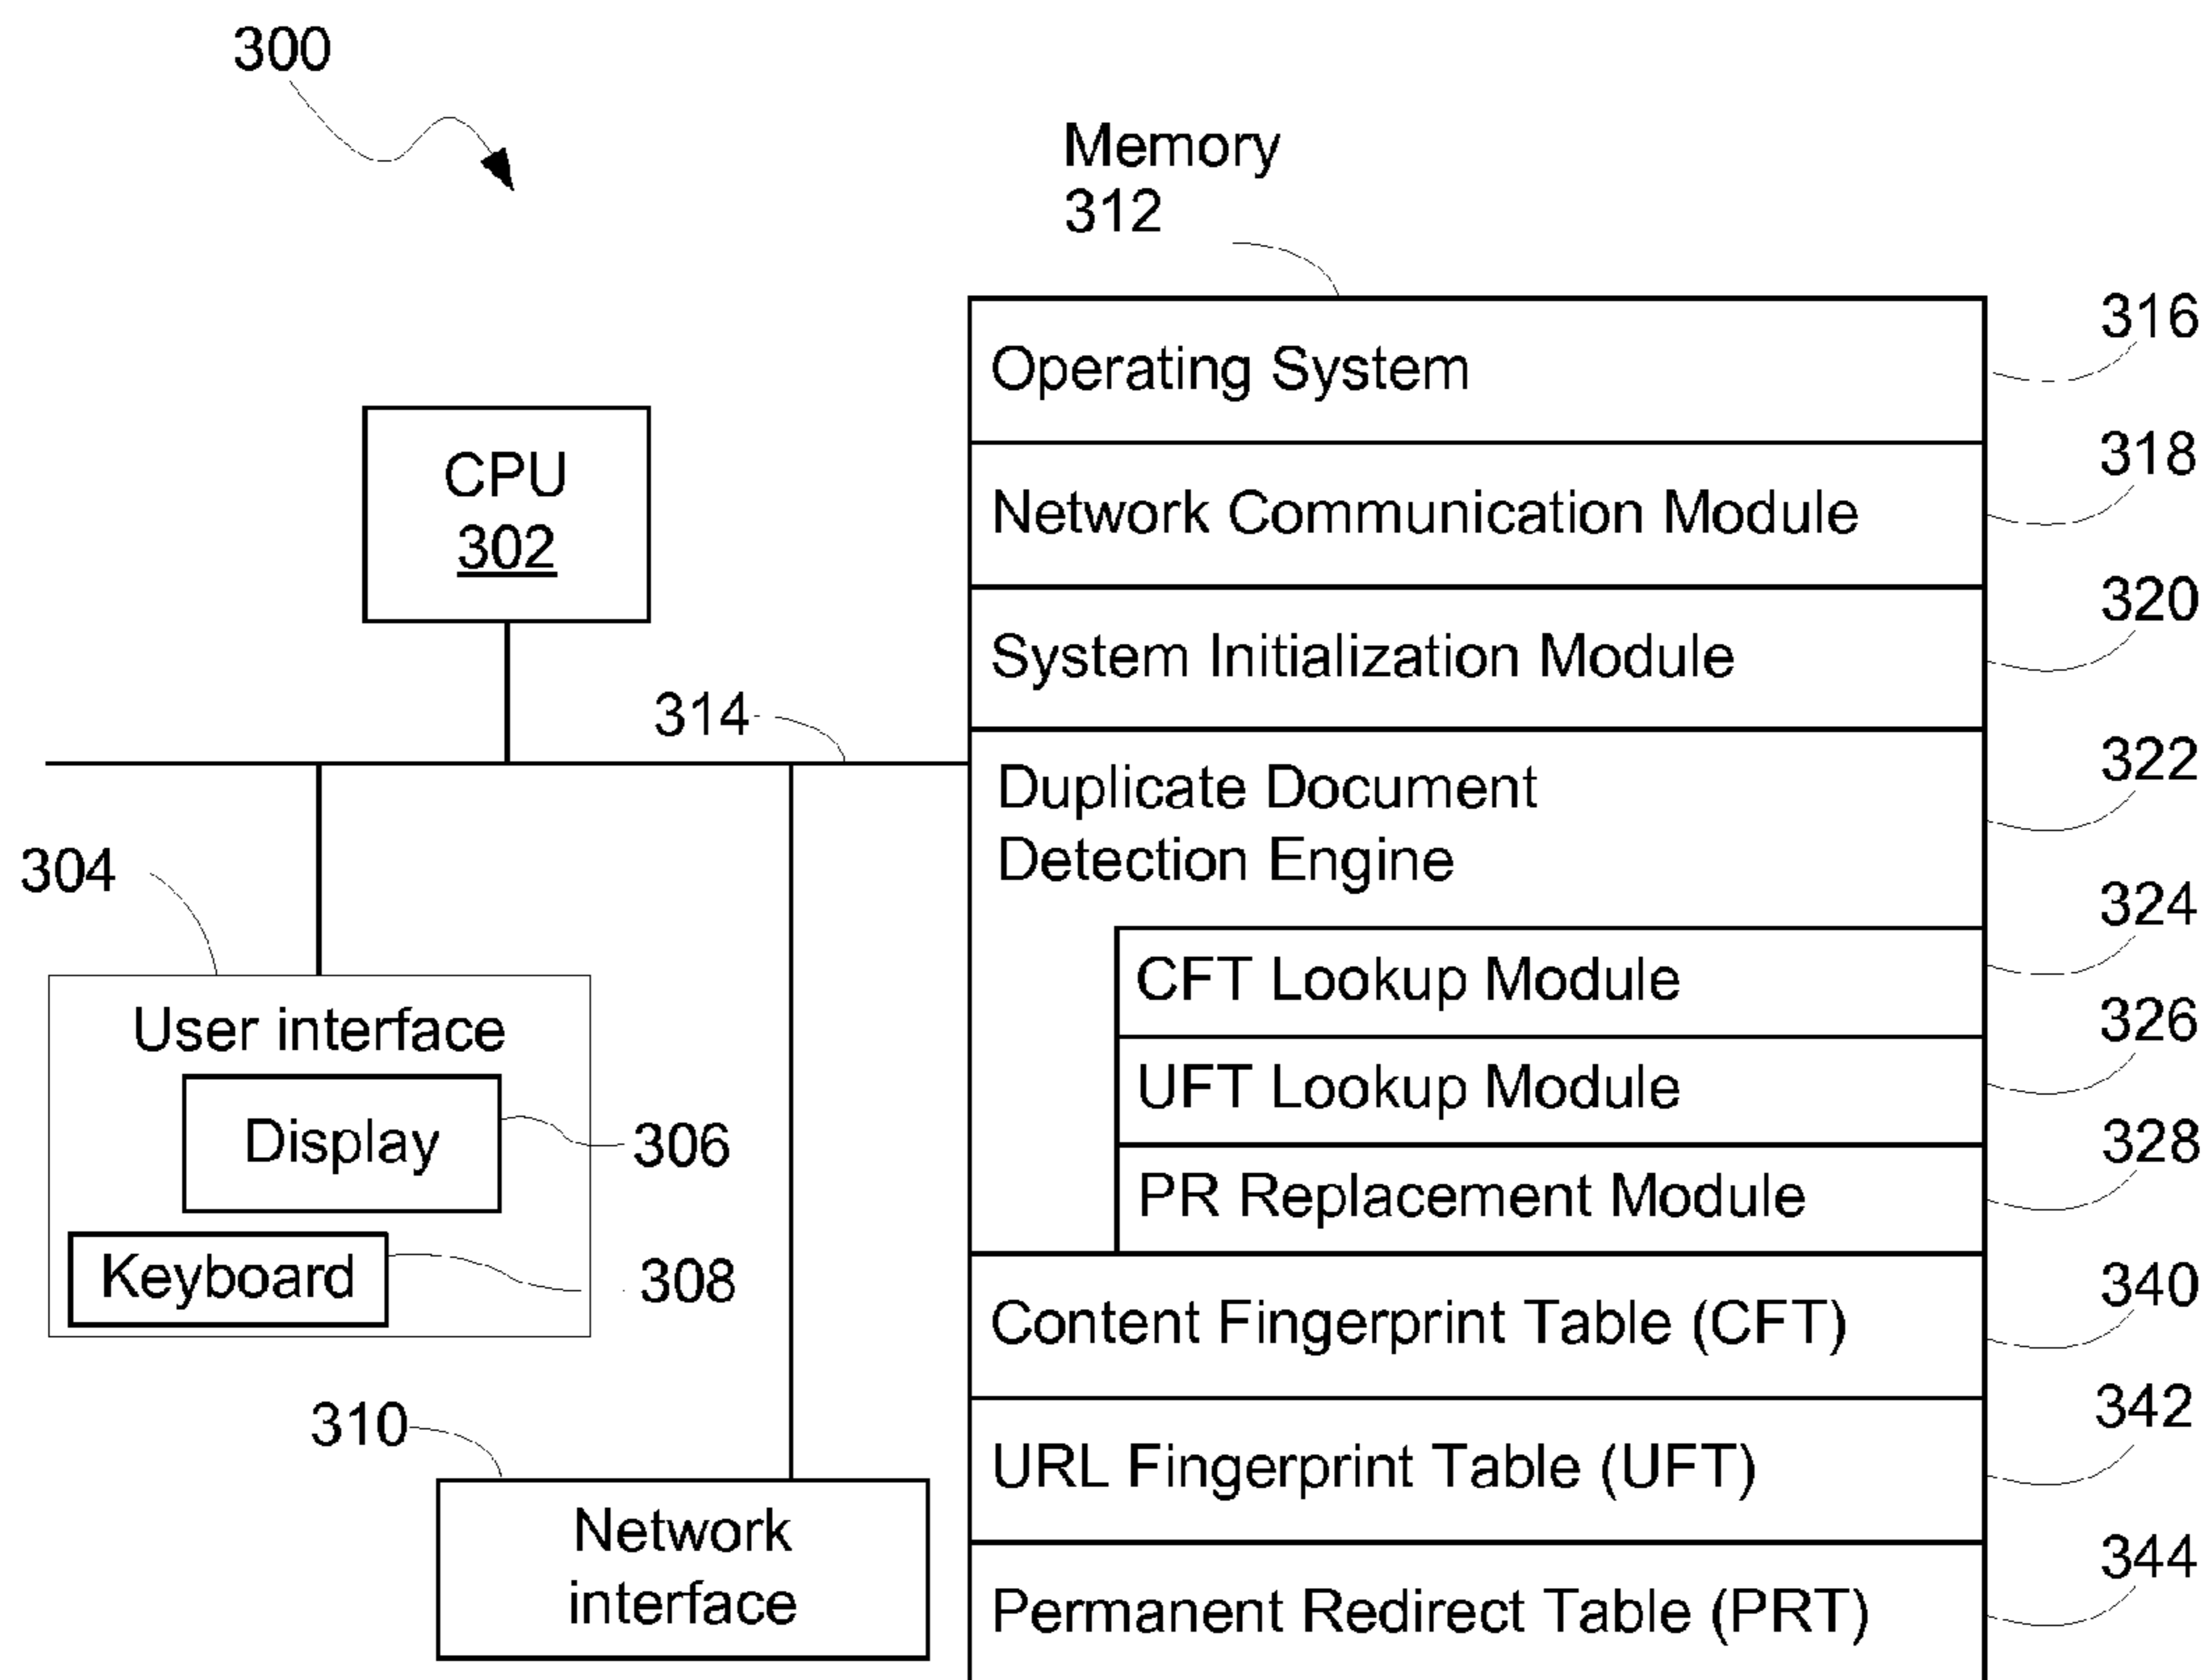 300
Memory
312
316
Operating System
318
CPU
302
Network Communication Module
320
System Initialization Module
314
322
Duplicate Document
Detection Engine
304
324
CFT Lookup Module
User interface
326
UFT Lookup Module
Display
306
328
PR Replacement Module
Keyboard
308
340
Content Fingerprint Table (CFT)
310
342
URL Fingerprint Table (UFT)
Network
interface
344
Permanent Redirect Table (PRT)